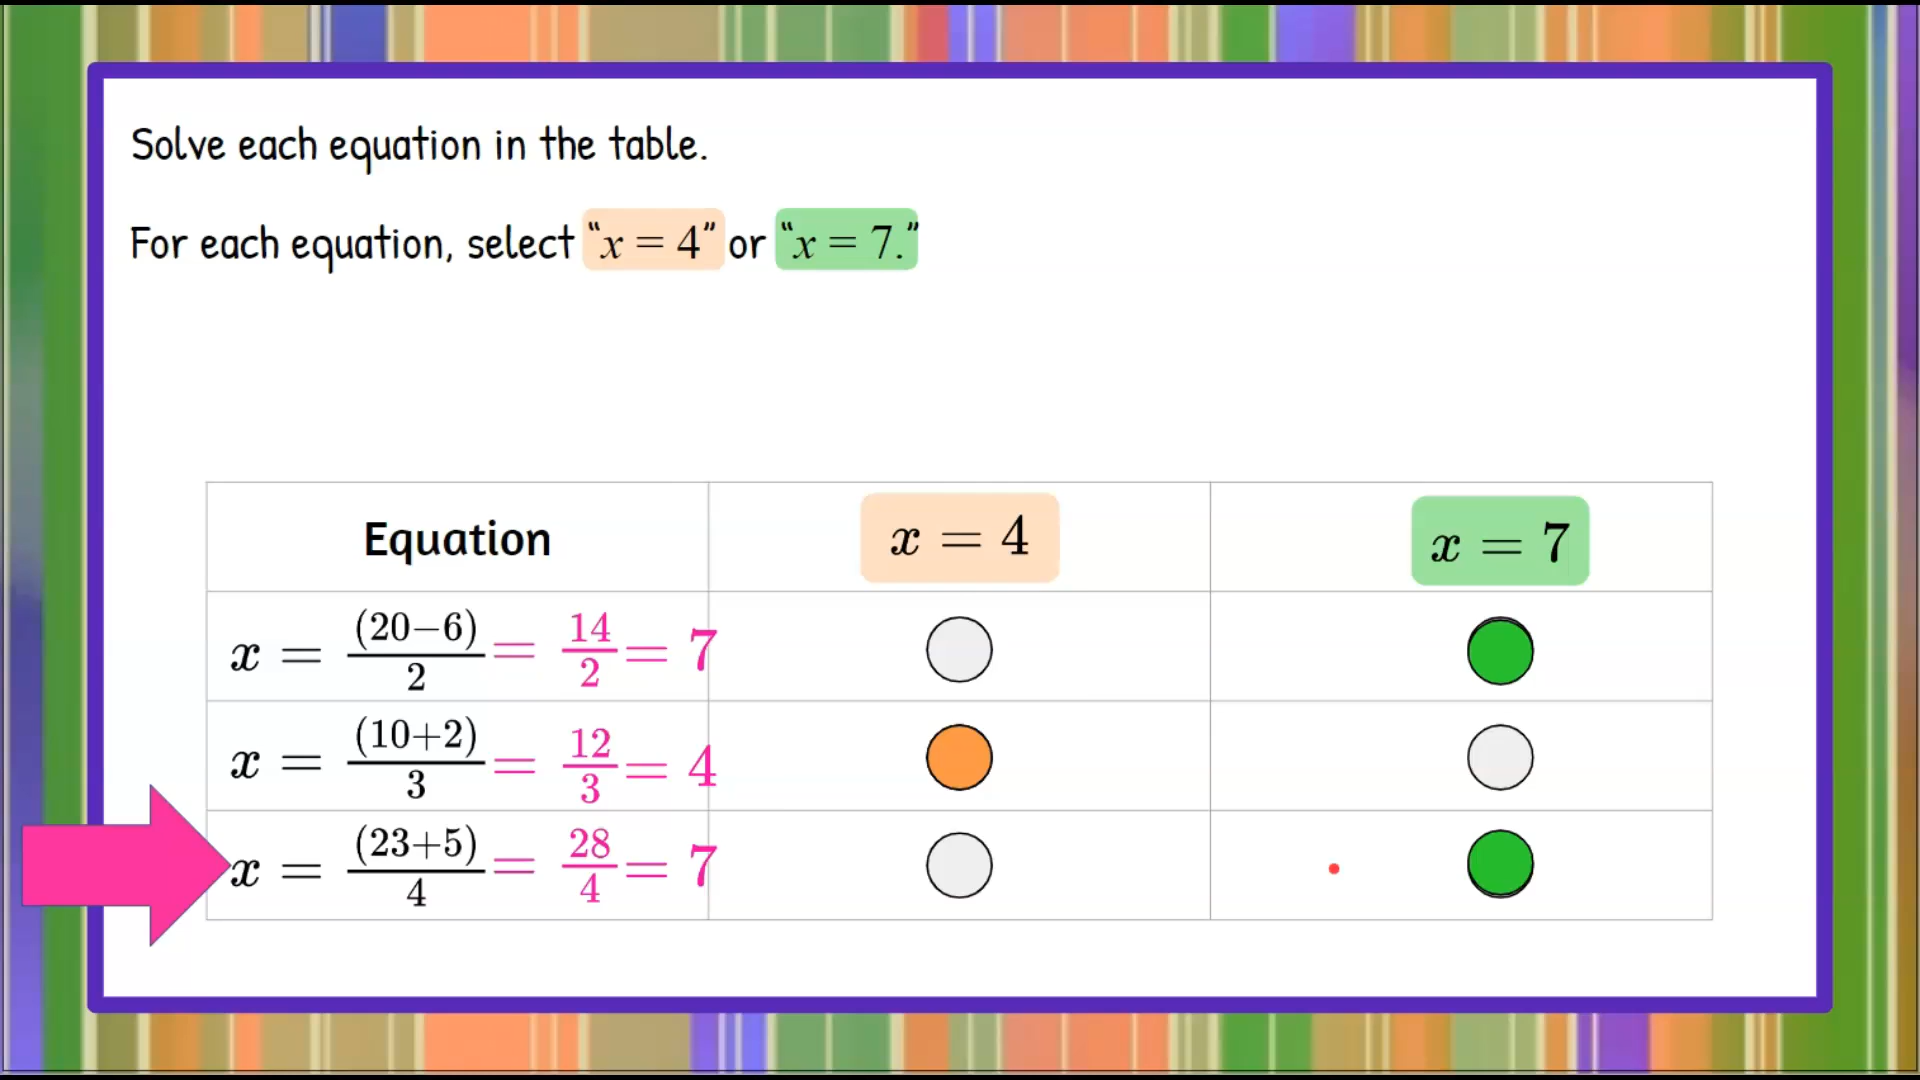 Solve each equation in the table.
For each equation, select “x = 4” or “x = 7.”
Equation x = 4 x = 7
x = (20−6)/2 = 14/2 = 7
x = (10+2)/3 = 12/3 = 4
x = (23+5)/4 = 28/4 = 7